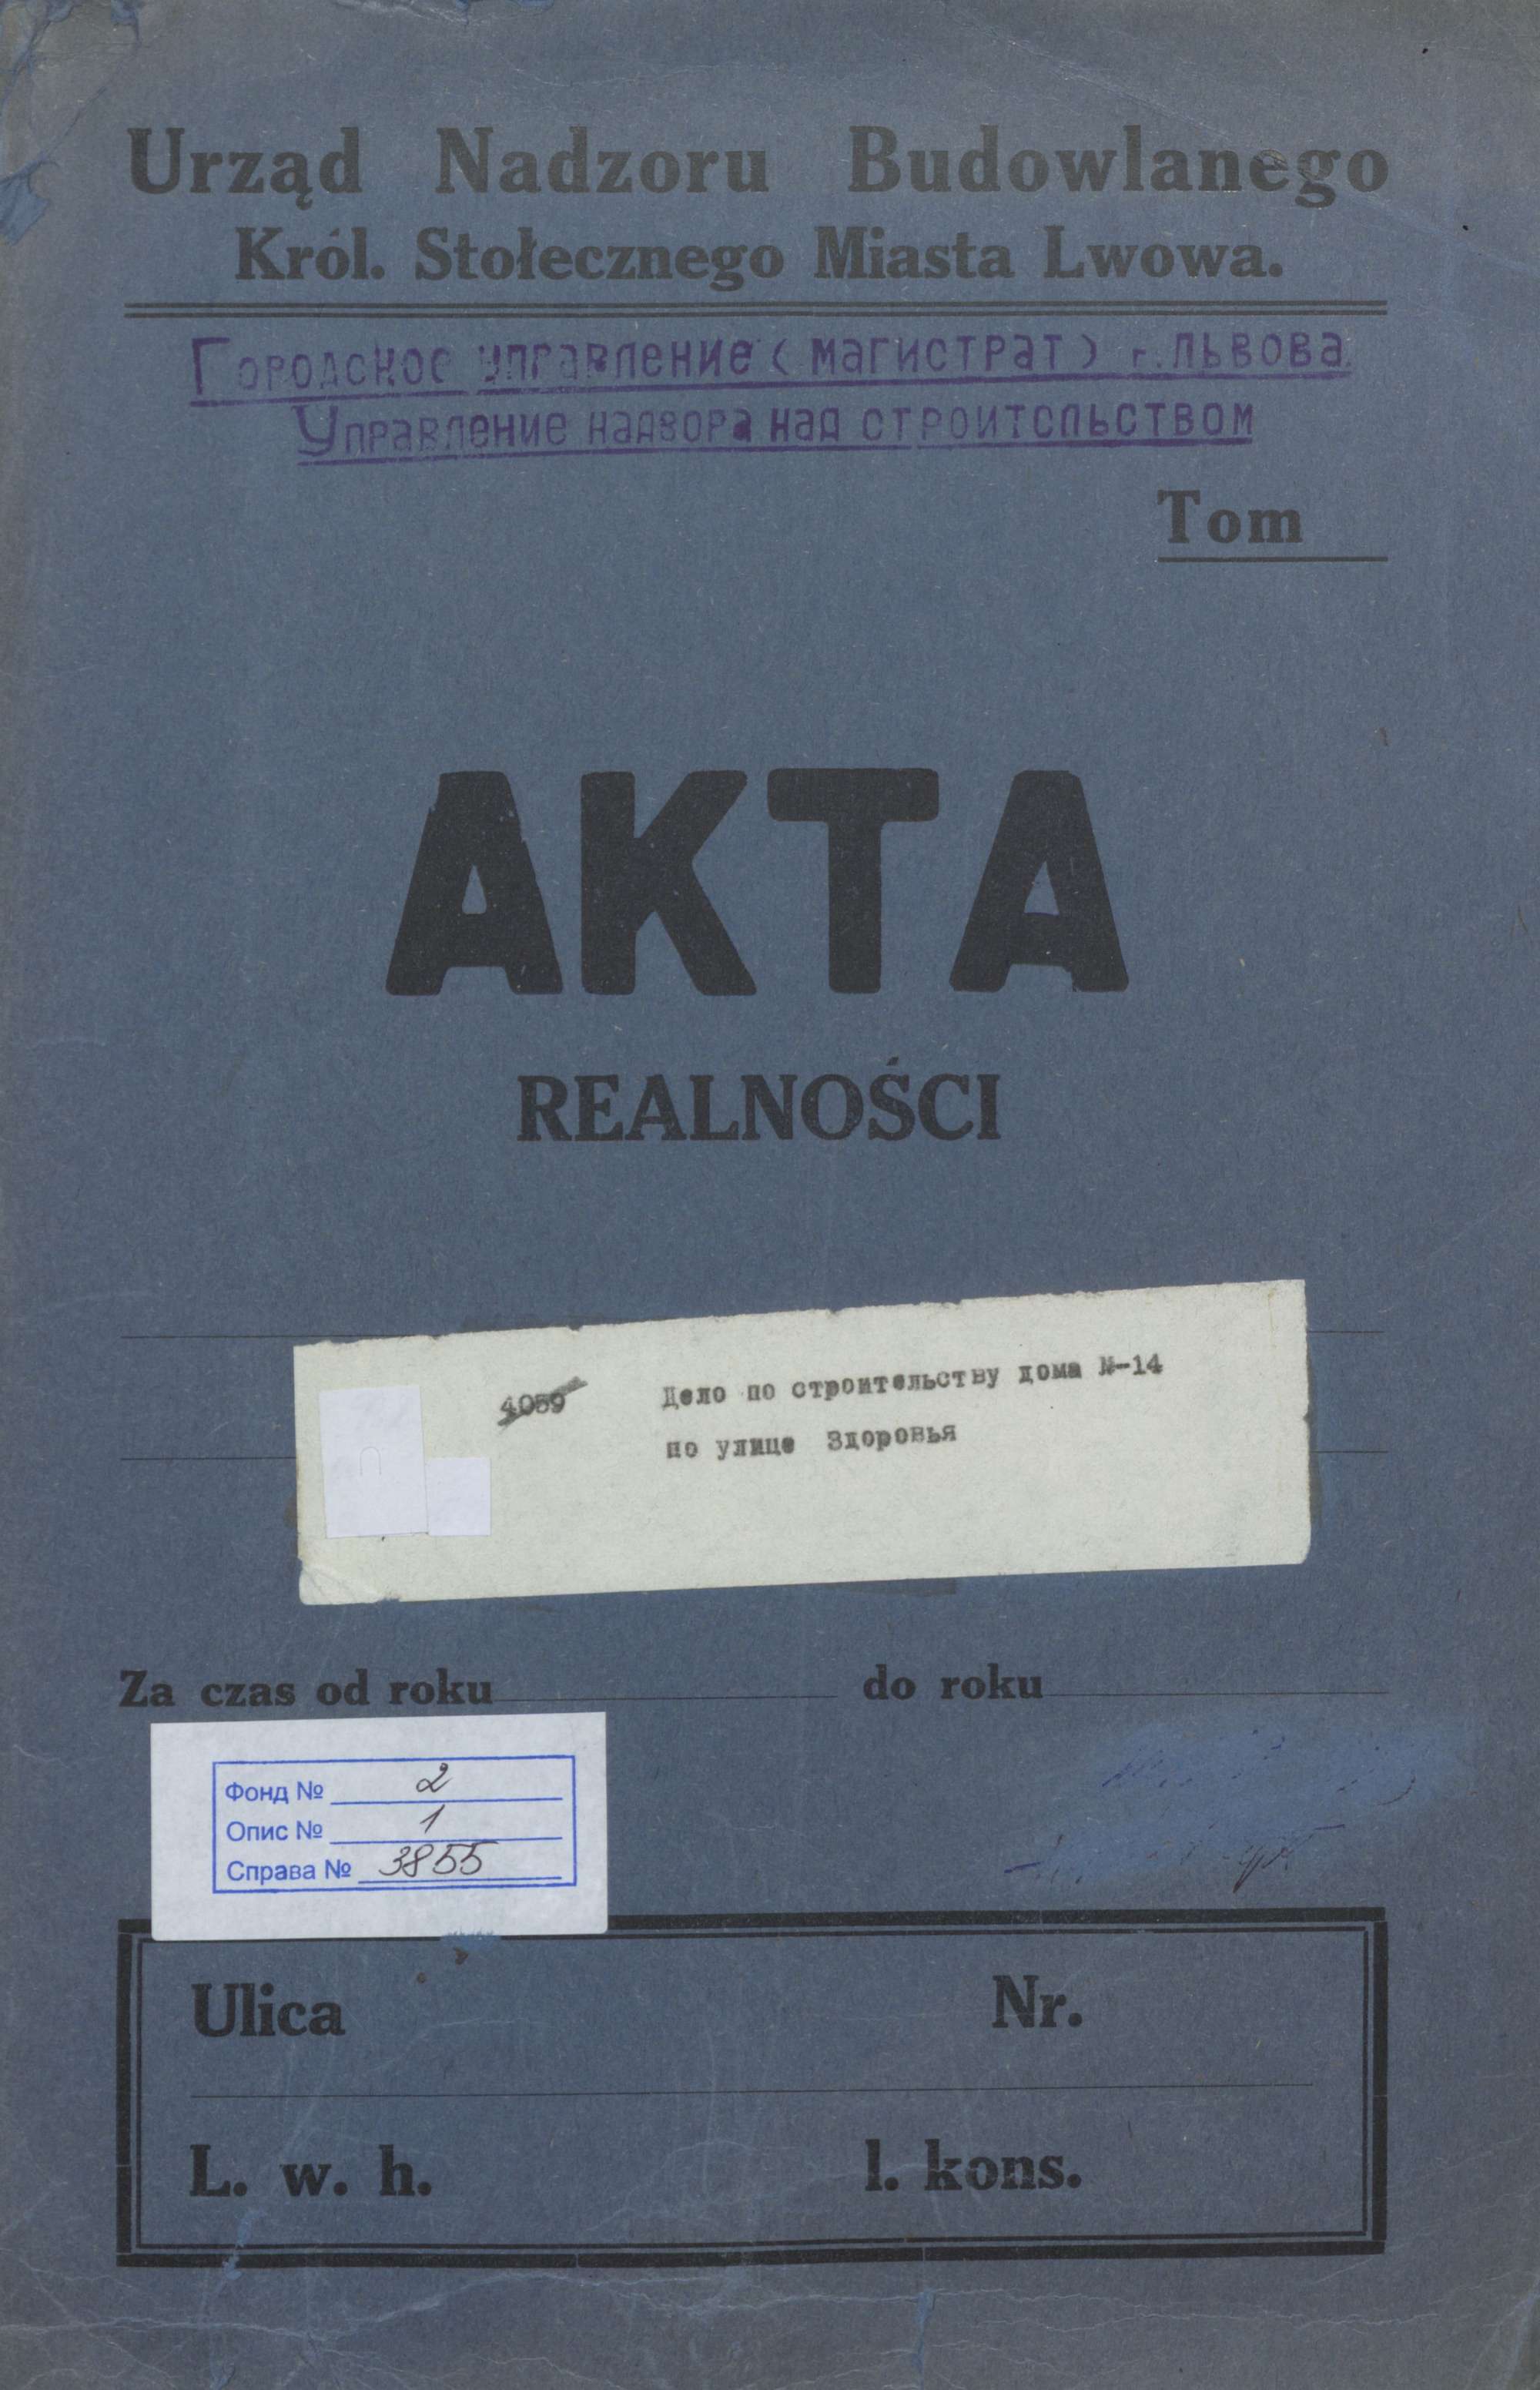 Urząd Nadzoru Budowlanego
Król. Stołecznego Miasta Lwowa.
Городское управление (магистрат) г. Львова.
Управление надзора над строительством
Tom
AKTA
REALNOŚCI
4059 Дело по строительству дома №-14
по улице Здоровья
Za czas od roku do roku
Фонд № 2
Опис № 1
Справа № 3855
Ulica Nr.
L. w. h. l. kons.